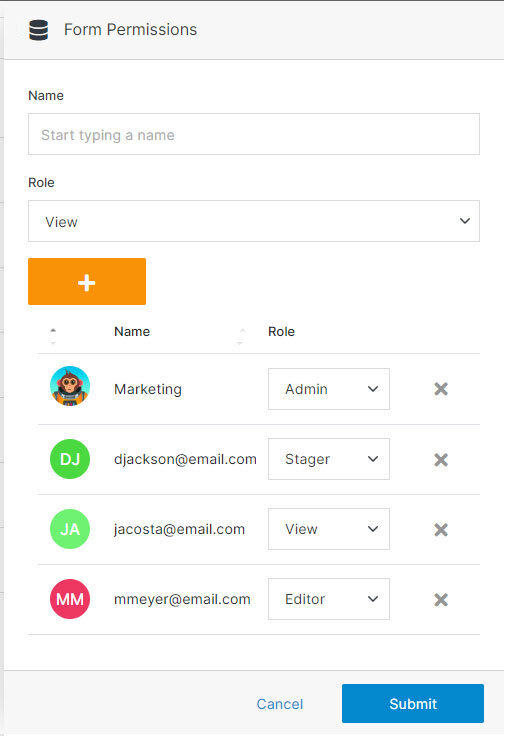 Form Permissions
Name
Start typing a name
Role
View
Name Role
Marketing Admin
DJ djackson@email.com Stager
JA jacosta@email.com View
MM mmeyer@email.com Editor
Cancel Submit